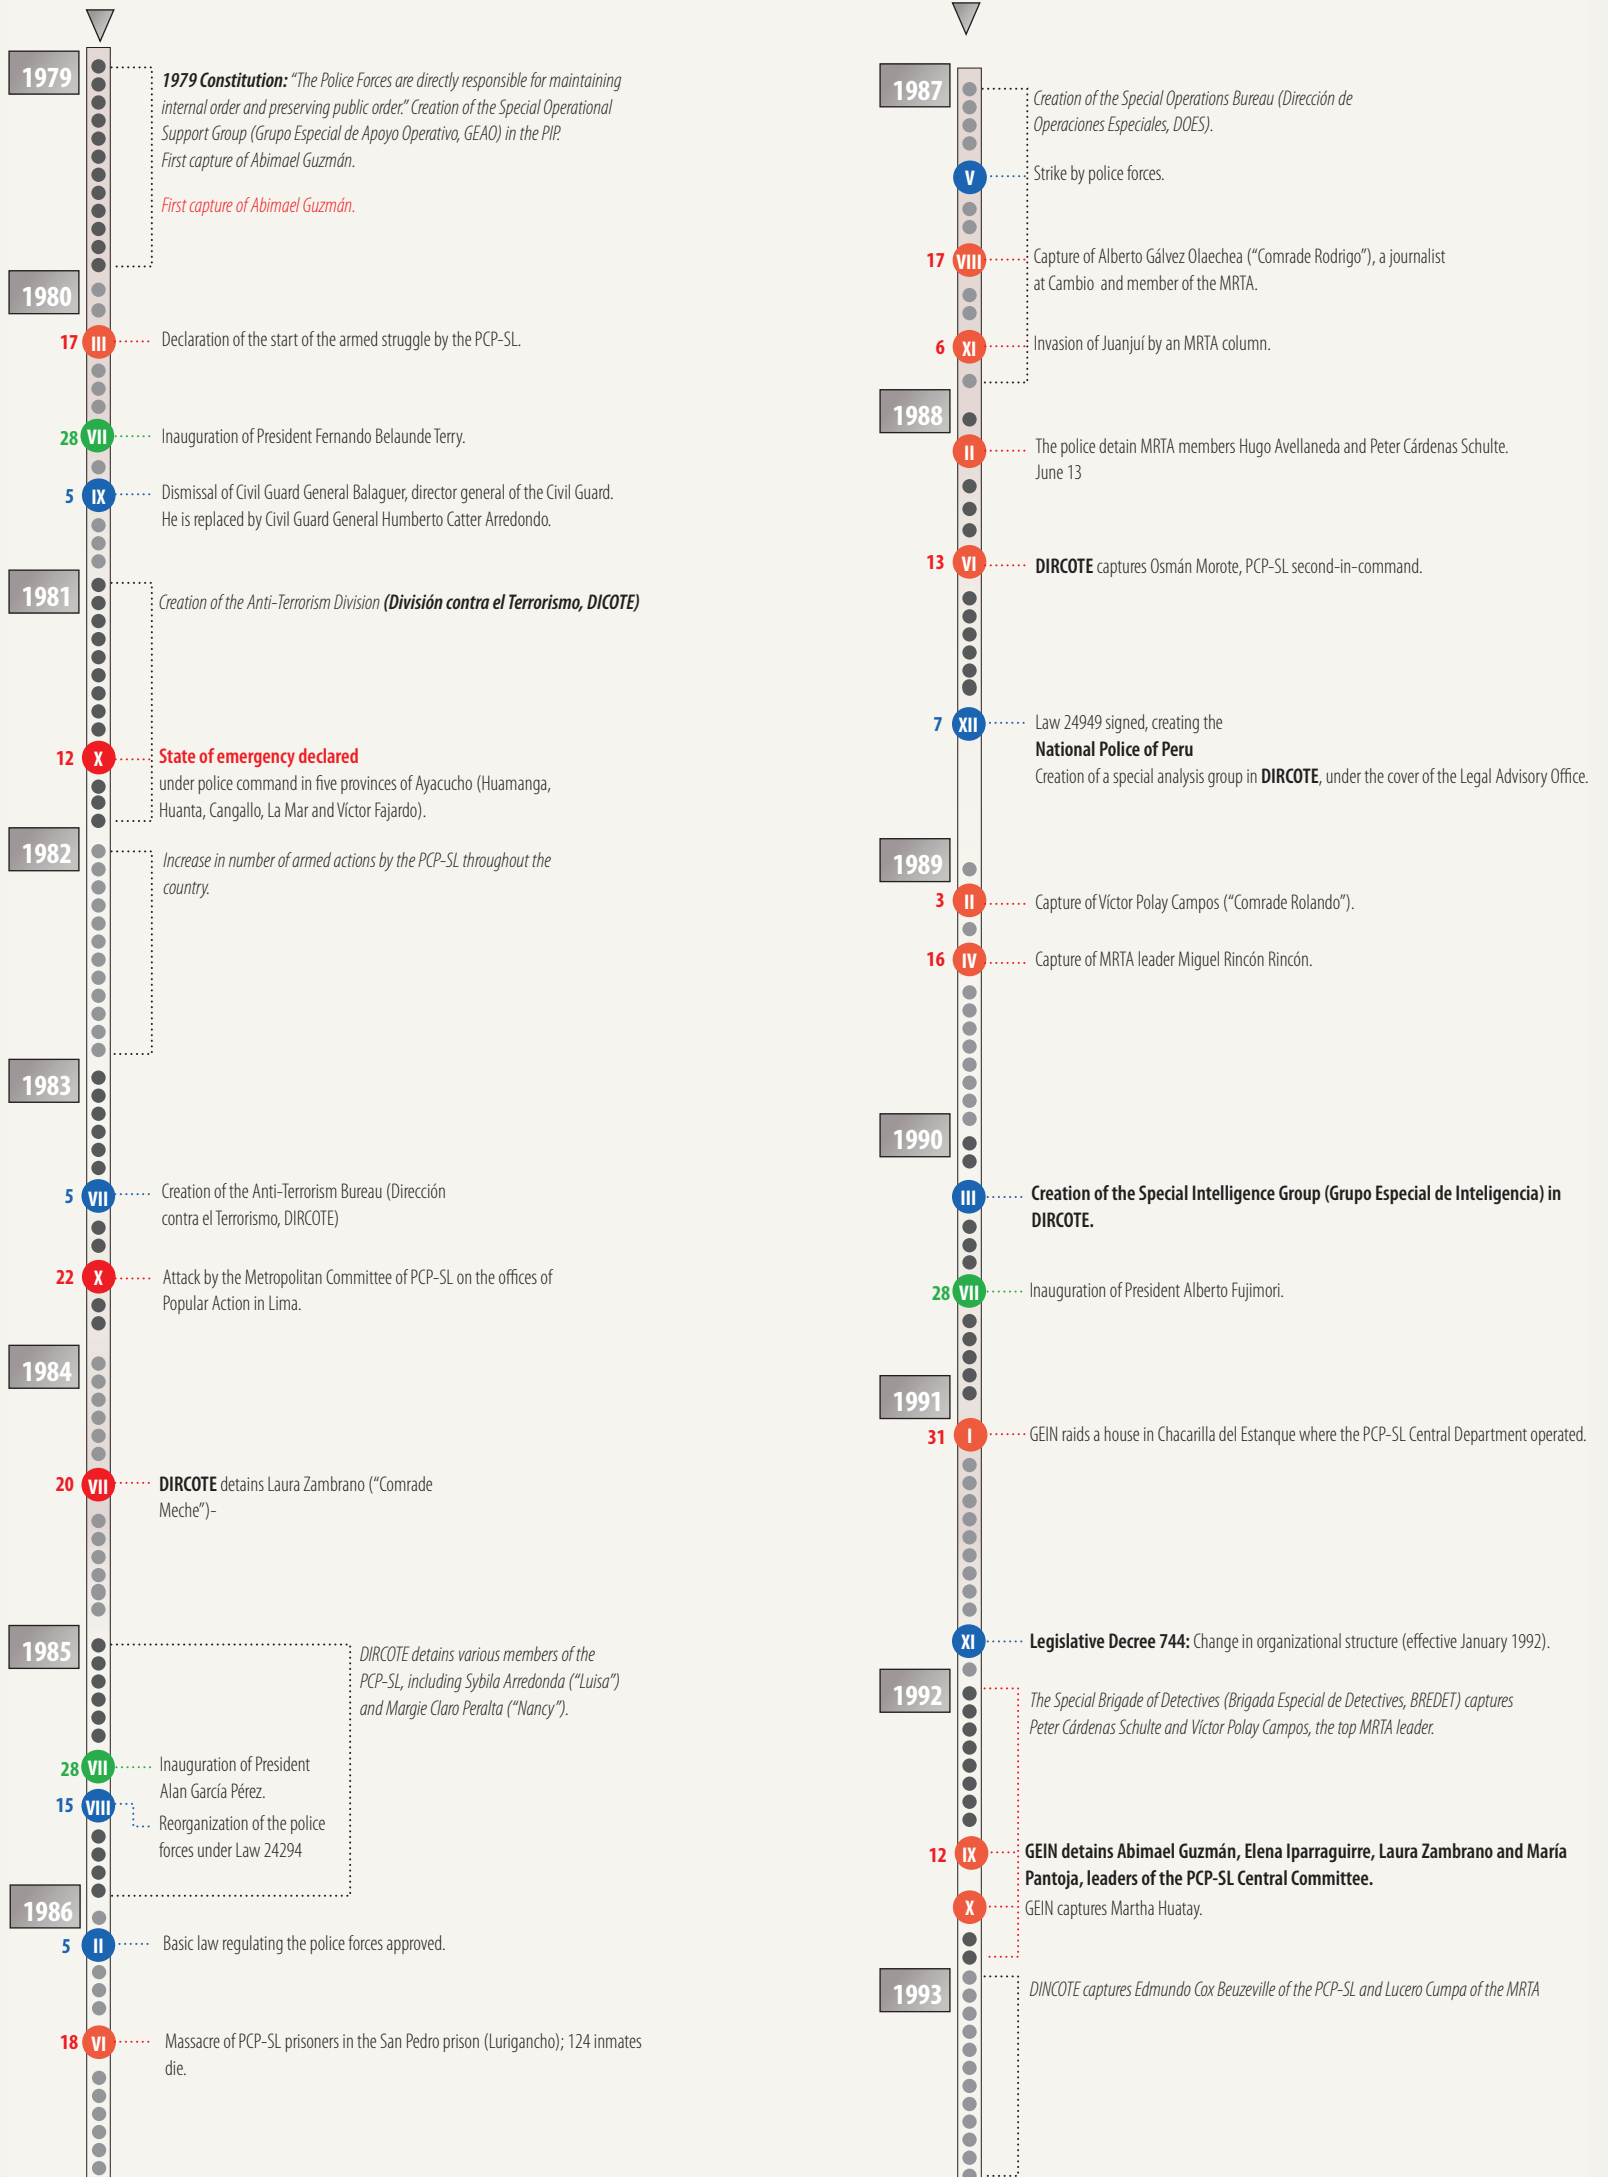 1979
1979 Constitution: “The Police Forces are directly responsible for maintaining
internal order and preserving public order.” Creation of the Special Operational
Support Group (Grupo Especial de Apoyo Operativo, GEAO) in the PIP.
First capture of Abimael Guzmán.
First capture of Abimael Guzmán.
1980
17 III Declaration of the start of the armed struggle by the PCP-SL.
28 VII Inauguration of President Fernando Belaunde Terry.
5 IX Dismissal of Civil Guard General Balaguer, director general of the Civil Guard.
He is replaced by Civil Guard General Humberto Catter Arredondo.
1981
Creation of the Anti-Terrorism Division (División contra el Terrorismo, DICOTE)
12 X State of emergency declared
under police command in five provinces of Ayacucho (Huamanga,
Huanta, Cangallo, La Mar and Víctor Fajardo).
1982
Increase in number of armed actions by the PCP-SL throughout the
country.
1983
5 VII Creation of the Anti-Terrorism Bureau (Dirección
contra el Terrorismo, DIRCOTE)
22 X Attack by the Metropolitan Committee of PCP-SL on the offices of
Popular Action in Lima.
1984
20 VII DIRCOTE detains Laura Zambrano (“Comrade
Meche”)-
1985
DIRCOTE detains various members of the
PCP-SL, including Sybila Arredonda (“Luisa”)
and Margie Claro Peralta (“Nancy”).
28 VII Inauguration of President
Alan García Pérez.
15 VIII Reorganization of the police
forces under Law 24294
1986
5 II Basic law regulating the police forces approved.
18 VI Massacre of PCP-SL prisoners in the San Pedro prison (Lurigancho); 124 inmates
die.
1987
Creation of the Special Operations Bureau (Dirección de
Operaciones Especiales, DOES).
V Strike by police forces.
17 VIII Capture of Alberto Gálvez Olaechea (“Comrade Rodrigo”), a journalist
at Cambio and member of the MRTA.
6 XI Invasion of Juanjuí by an MRTA column.
1988
II The police detain MRTA members Hugo Avellaneda and Peter Cárdenas Schulte.
June 13
13 VI DIRCOTE captures Osmán Morote, PCP-SL second-in-command.
7 XII Law 24949 signed, creating the
National Police of Peru
Creation of a special analysis group in DIRCOTE, under the cover of the Legal Advisory Office.
1989
3 II Capture of Víctor Polay Campos (“Comrade Rolando”).
16 IV Capture of MRTA leader Miguel Rincón Rincón.
1990
III Creation of the Special Intelligence Group (Grupo Especial de Inteligencia) in
DIRCOTE.
28 VII Inauguration of President Alberto Fujimori.
1991
31 I GEIN raids a house in Chacarilla del Estanque where the PCP-SL Central Department operated.
XI Legislative Decree 744: Change in organizational structure (effective January 1992).
1992
The Special Brigade of Detectives (Brigada Especial de Detectives, BREDET) captures
Peter Cárdenas Schulte and Víctor Polay Campos, the top MRTA leader.
12 IX GEIN detains Abimael Guzmán, Elena Iparraguirre, Laura Zambrano and María
Pantoja, leaders of the PCP-SL Central Committee.
X GEIN captures Martha Huatay.
1993
DINCOTE captures Edmundo Cox Beuzeville of the PCP-SL and Lucero Cumpa of the MRTA